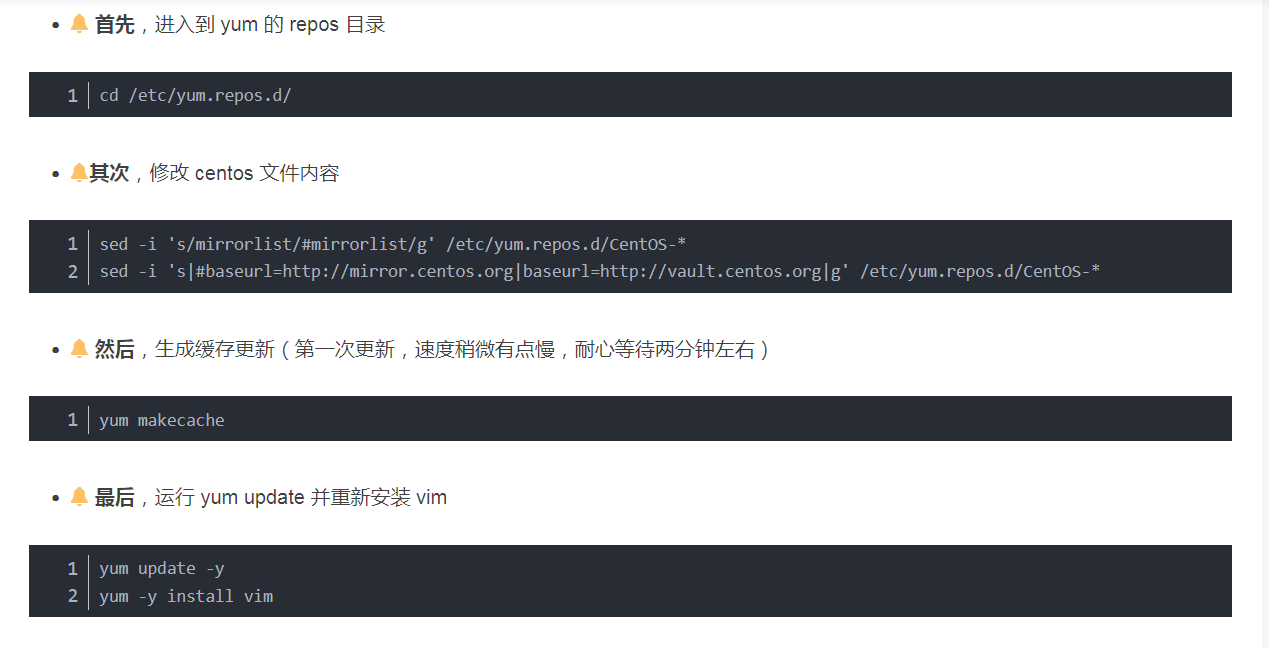 🔔 首先，进入到 yum 的 repos 目录
1 cd /etc/yum.repos.d/
🔔其次，修改 centos 文件内容
1 sed -i 's/mirrorlist/#mirrorlist/g' /etc/yum.repos.d/CentOS-*
2 sed -i 's|#baseurl=http://mirror.centos.org|baseurl=http://vault.centos.org|g' /etc/yum.repos.d/CentOS-*
🔔 然后，生成缓存更新（第一次更新，速度稍微有点慢，耐心等待两分钟左右）
1 yum makecache
🔔 最后，运行 yum update 并重新安装 vim
1 yum update -y
2 yum -y install vim